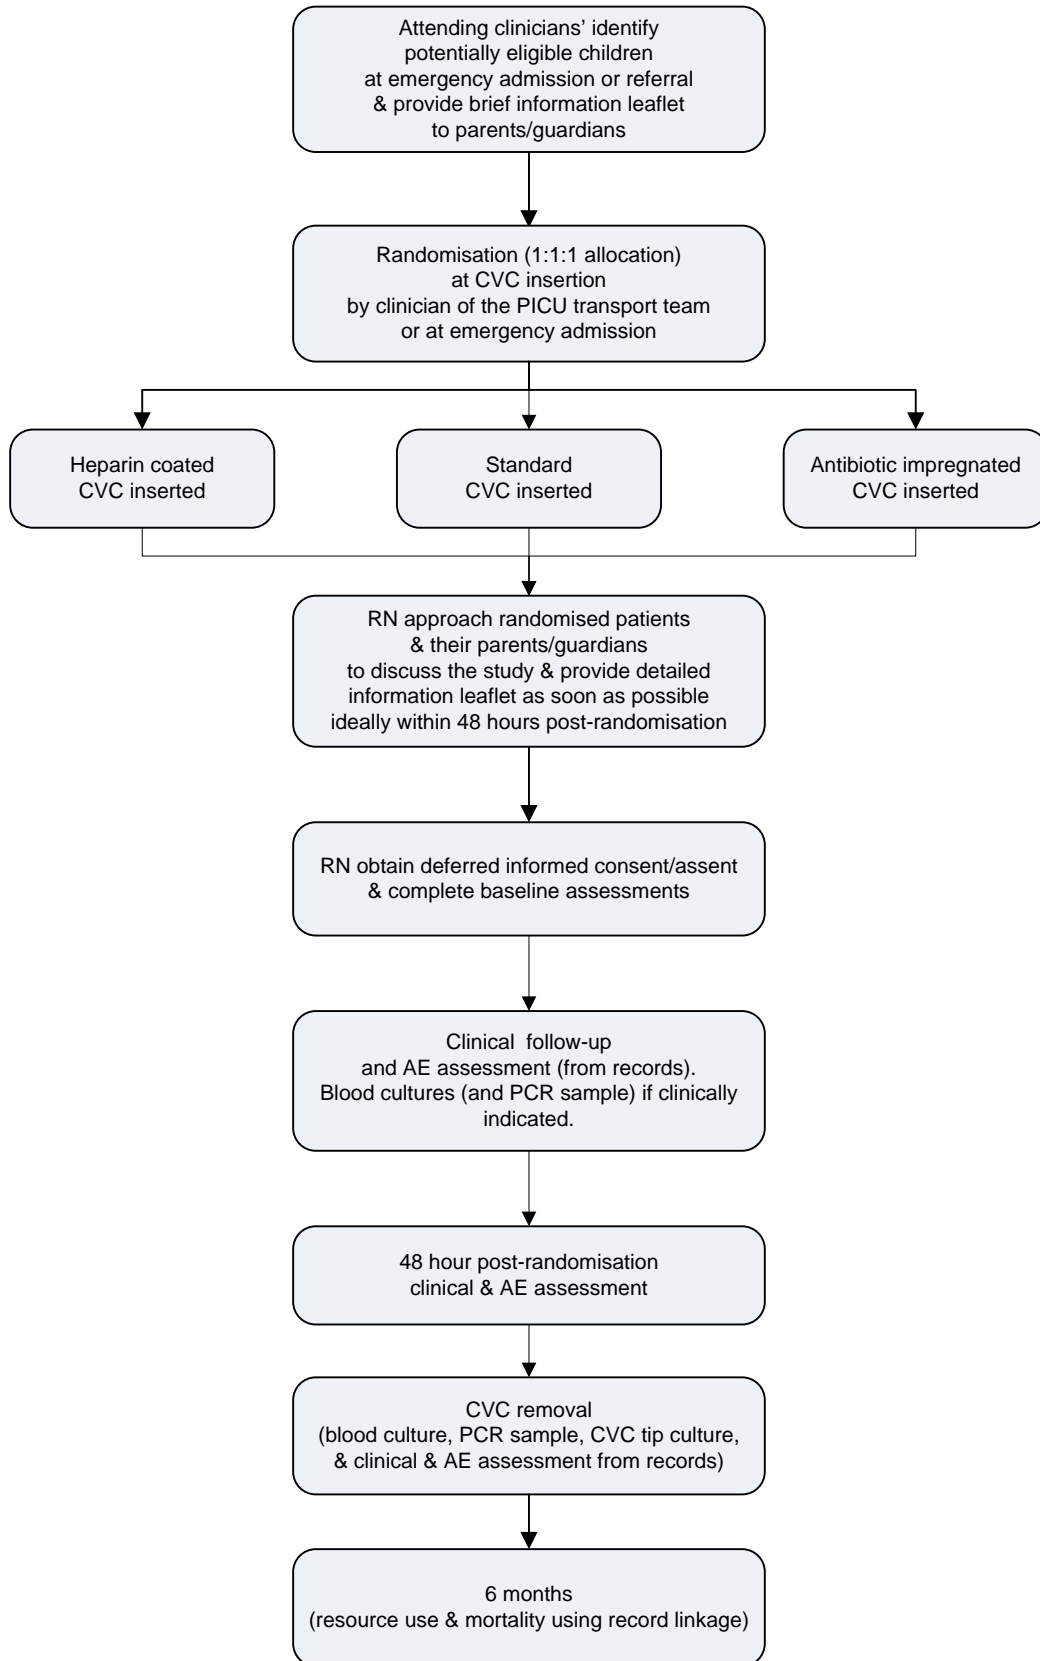 Attending clinicians’ identify
potentially eligible children
at emergency admission or referral
& provide brief information leaflet
to parents/guardians
Randomisation (1:1:1 allocation)
at CVC insertion
by clinician of the PICU transport team
or at emergency admission
Heparin coated
CVC inserted
Standard
CVC inserted
Antibiotic impregnated
CVC inserted
RN approach randomised patients
& their parents/guardians
to discuss the study & provide detailed
information leaflet as soon as possible
ideally within 48 hours post-randomisation
RN obtain deferred informed consent/assent
& complete baseline assessments
Clinical follow-up
and AE assessment (from records).
Blood cultures (and PCR sample) if clinically
indicated.
48 hour post-randomisation
clinical & AE assessment
CVC removal
(blood culture, PCR sample, CVC tip culture,
& clinical & AE assessment from records)
6 months
(resource use & mortality using record linkage)